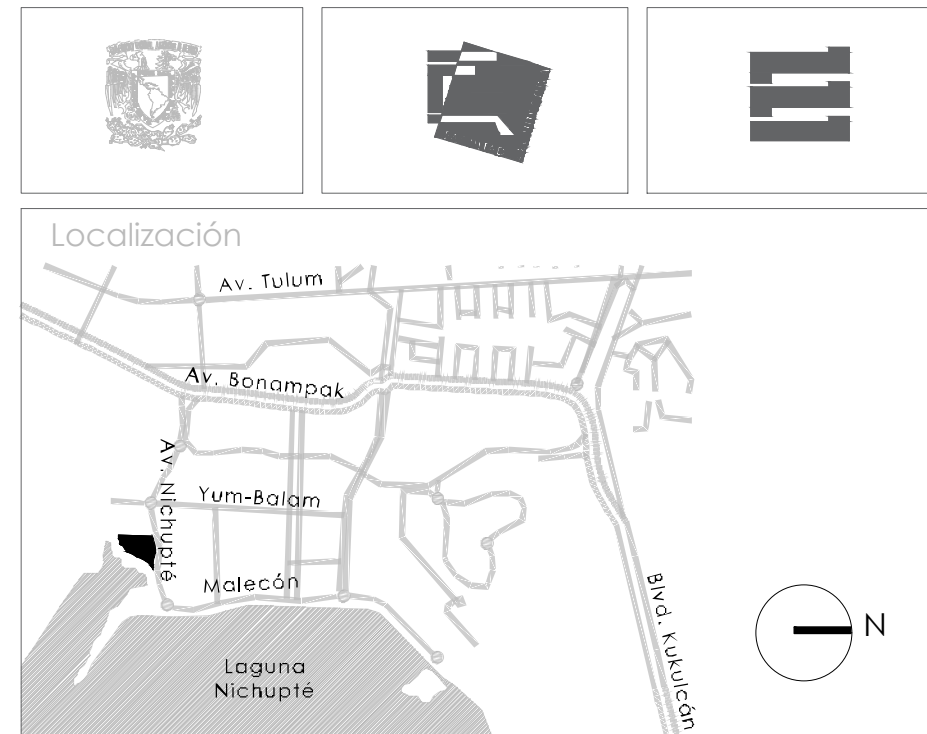 Localización
Av. Tulum
Av. Bonampak
Av. Nichupté
Yum-Balam
Malecón
Blvd. Kukulcán
N
Laguna
Nichupté